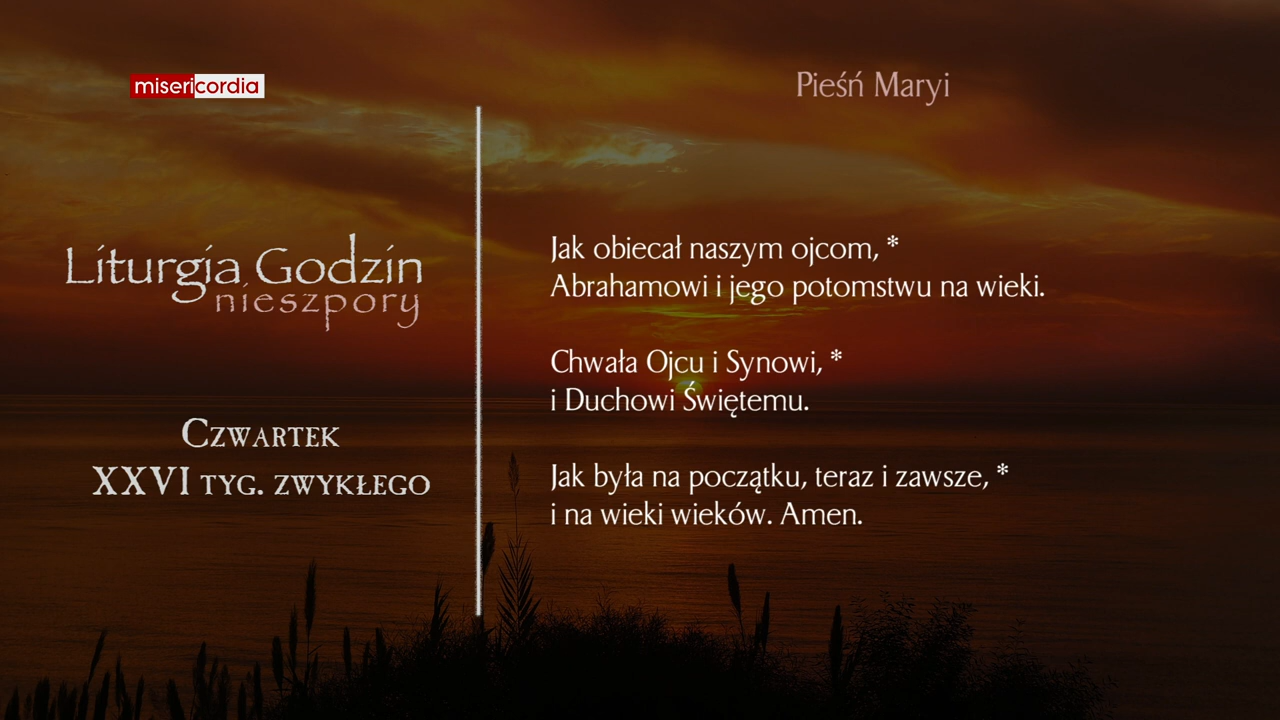 misericordia
Liturgia Godzin
nieszpory
Czwartek
XXVI tyg. zwykłego
Pieśń Maryi
Jak obiecał naszym ojcom, *
Abrahamowi i jego potomstwu na wieki.
Chwała Ojcu i Synowi, *
i Duchowi Świętemu.
Jak była na początku, teraz i zawsze, *
i na wieki wieków. Amen.